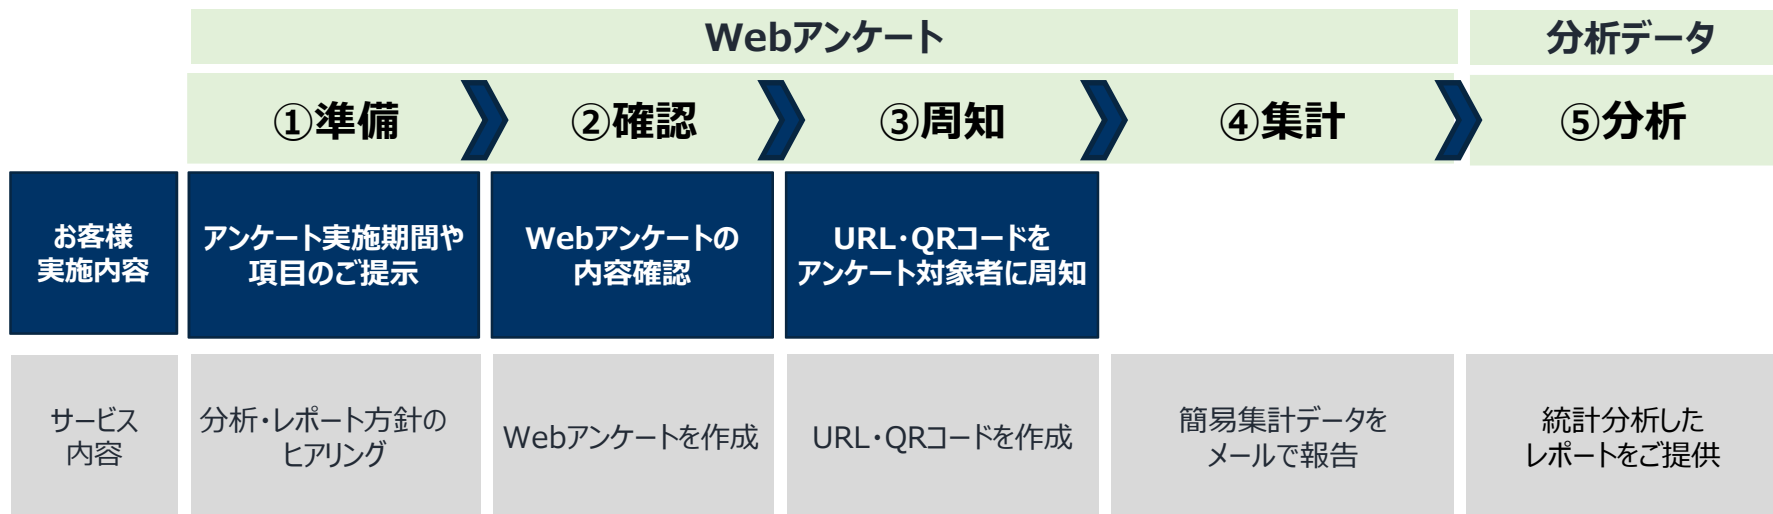 Webアンケート
分析データ
①準備
②確認
③周知
④集計
⑤分析
お客様
実施内容
アンケート実施期間や
項目のご提示
Webアンケートの
内容確認
URL・QRコードを
アンケート対象者に周知
サービス
内容
分析・レポート方針の
ヒアリング
Webアンケートを作成
URL・QRコードを作成
簡易集計データを
メールで報告
統計分析した
レポートをご提供